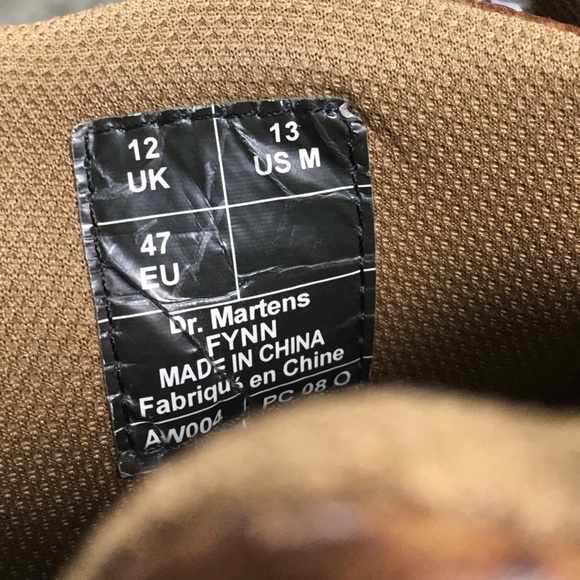 12
UK
13
US M
47
EU
Dr. Martens
FYNN
MADE IN CHINA
Fabriqué en Chine
AW004
PC 08 O